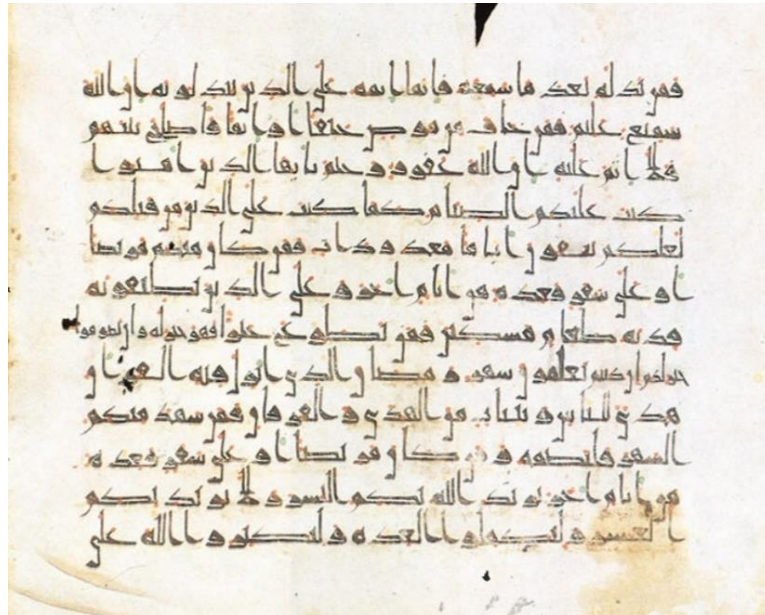 فمن بدله بعد ما سمعه فانما اثمه على الذين يبدلونه ان الله
سميع عليم فمن خاف من موص جنفا او اثما فاصلح بينهم
فلا اثم عليه ان الله غفور رحيم يايها الذين امنوا
كتب عليكم الصيام كما كتب على الذين من قبلكم
لعلكم تتقون اياما معدودت فمن كان منكم مريضا
او على سفر فعدة من ايام اخر وعلى الذين يطيقونه
فدية طعام مسكين فمن تطوع خيرا فهو خير له وان تصوموا
خير لكم ان كنتم تعلمون شهر رمضان الذي انزل فيه القران
هدى للناس وبينات من الهدى والفرقان فمن شهد منكم
الشهر فليصمه ومن كان مريضا او على سفر فعدة
من ايام اخر يريد الله بكم اليسر ولا يريد بكم
العسر ولتكملوا العدة ولتكبروا الله على